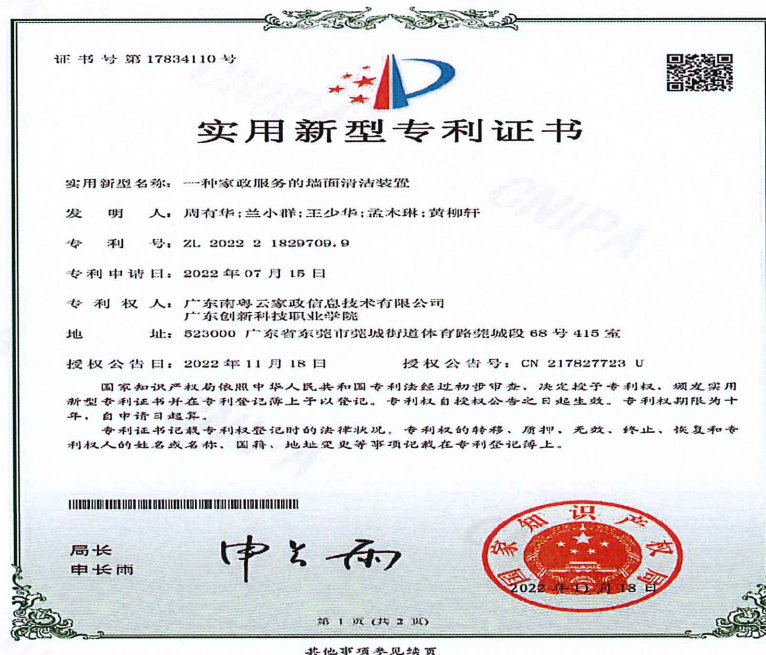 证书号第17834110号
实用新型专利证书
实用新型名称：一种家政服务的墙面清洁装置
发明人：周有华;兰小群;王少华;孟木琳;黄柳轩
专利号：ZL 2022 2 1829709.9
专利申请日：2022年07月15日
专利权人：广东南粤云家政信息技术有限公司
广东创新科技职业学院
地址：523000 广东省东莞市莞城街道体育路莞城段68号415室
授权公告日：2022年11月18日 授权公告号：CN 217827723 U
国家知识产权局依照中华人民共和国专利法经过初步审查，决定授予专利权，颁发实用
新型专利证书并在专利登记簿上予以登记。专利权自授权公告之日起生效。专利权期限为十
年，自申请日起算。
专利证书记载专利权登记时的法律状况。专利权的转移、质押、无效、终止、恢复和专
利权人的姓名或名称、国籍、地址变更等事项记载在专利登记簿上。
局长
申长雨
申长雨
国家知识产权局
2022年11月18日
第 1 页 (共 2 页)
其他事项参见续页
CNIPA